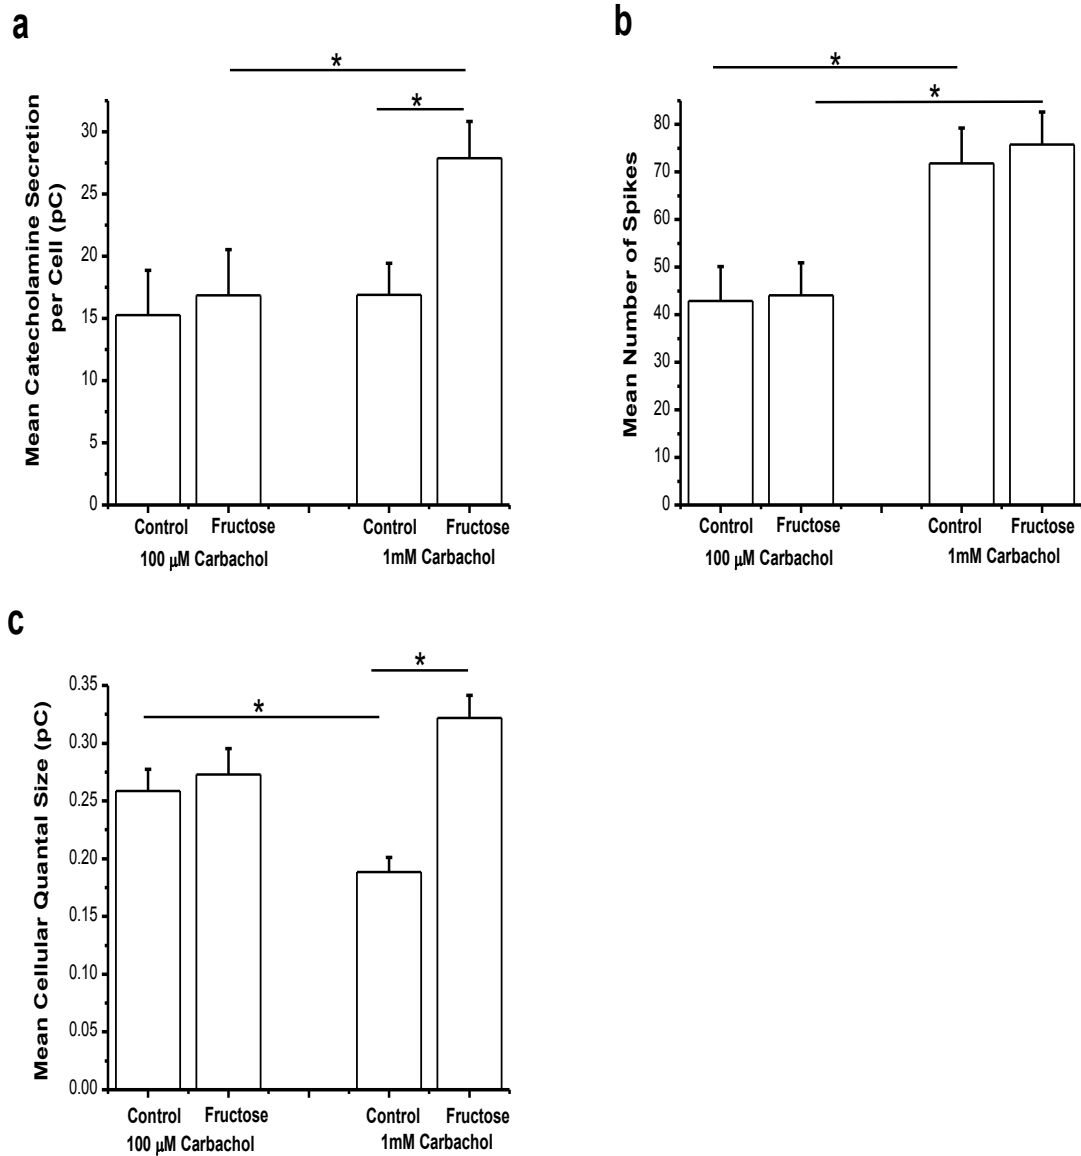 a
*
*
Mean Catecholamine Secretion
per Cell (pC)
30
25
20
15
10
5
0
Control Fructose Control Fructose
100 µM Carbachol 1mM Carbachol
b
*
*
Mean Number of Spikes
80
70
60
50
40
30
20
10
0
Control Fructose Control Fructose
100 µM Carbachol 1mM Carbachol
c
*
*
Mean Cellular Quantal Size (pC)
0.35
0.30
0.25
0.20
0.15
0.10
0.05
0.00
Control Fructose Control Fructose
100 µM Carbachol 1mM Carbachol